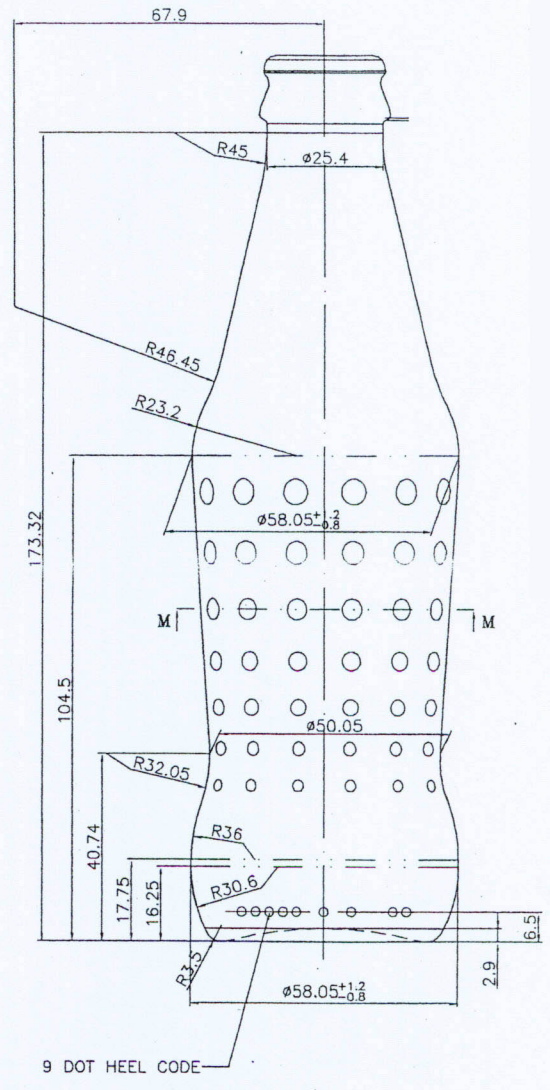 67.9
R45
ø25.4
R46.45
R23.2
ø58.05+1.2
-0.8
173.32
M
M
104.5
ø50.05
R32.05
40.74
R36
17.75
16.25
R30.6
6.5
R3.5
2.9
ø58.05+1.2
-0.8
9 DOT HEEL CODE